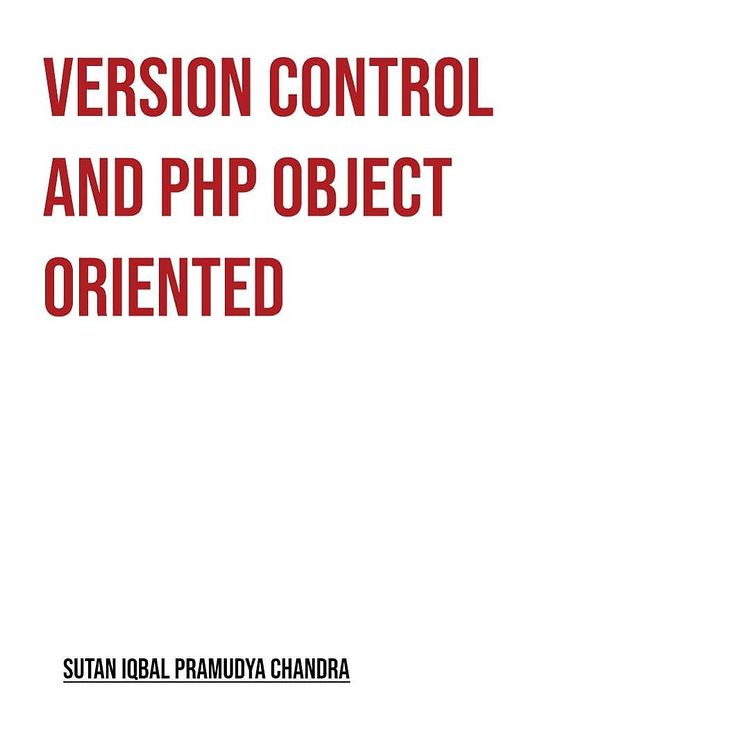 VERSION CONTROL
AND PHP OBJECT
ORIENTED
SUTAN IQBAL PRAMUDYA CHANDRA